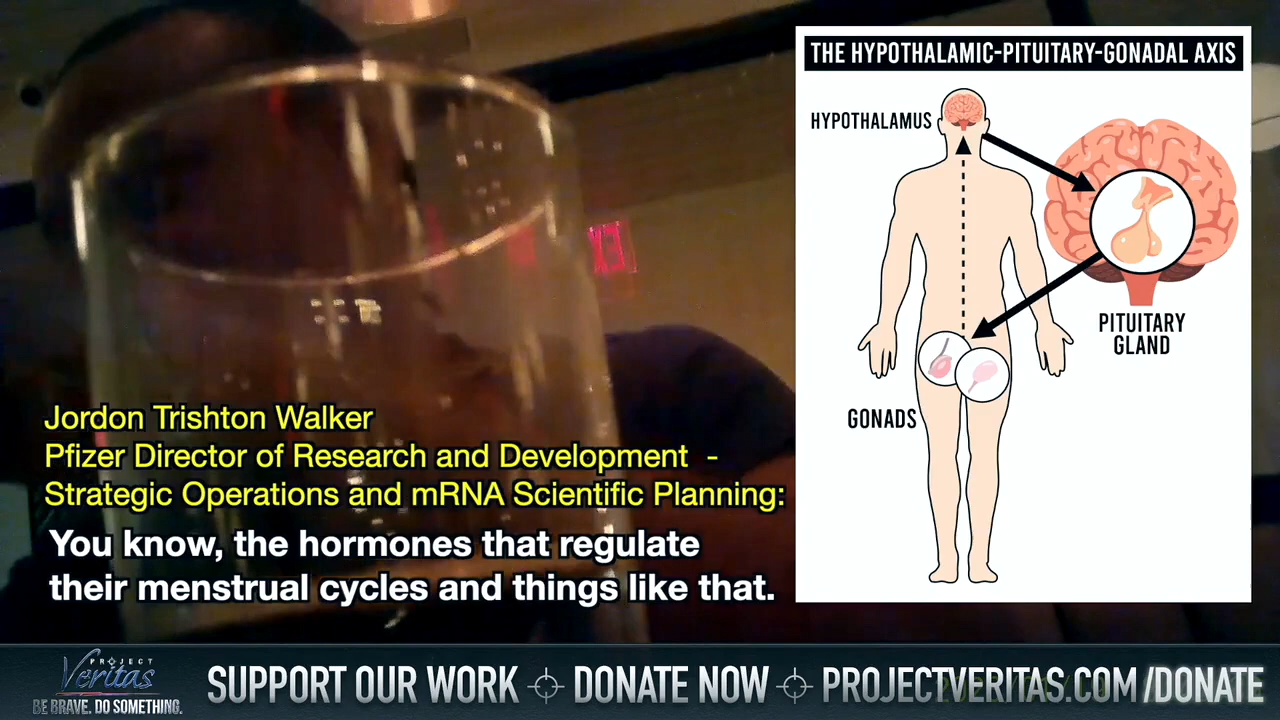 THE HYPOTHALAMIC-PITUITARY-GONADAL AXIS
HYPOTHALAMUS
PITUITARY
GLAND
GONADS
Jordon Trishton Walker
Pfizer Director of Research and Development -
Strategic Operations and mRNA Scientific Planning:
You know, the hormones that regulate
their menstrual cycles and things like that.
PROJECT
Veritas
BE BRAVE. DO SOMETHING.
SUPPORT OUR WORK DONATE NOW PROJECTVERITAS.COM/DONATE